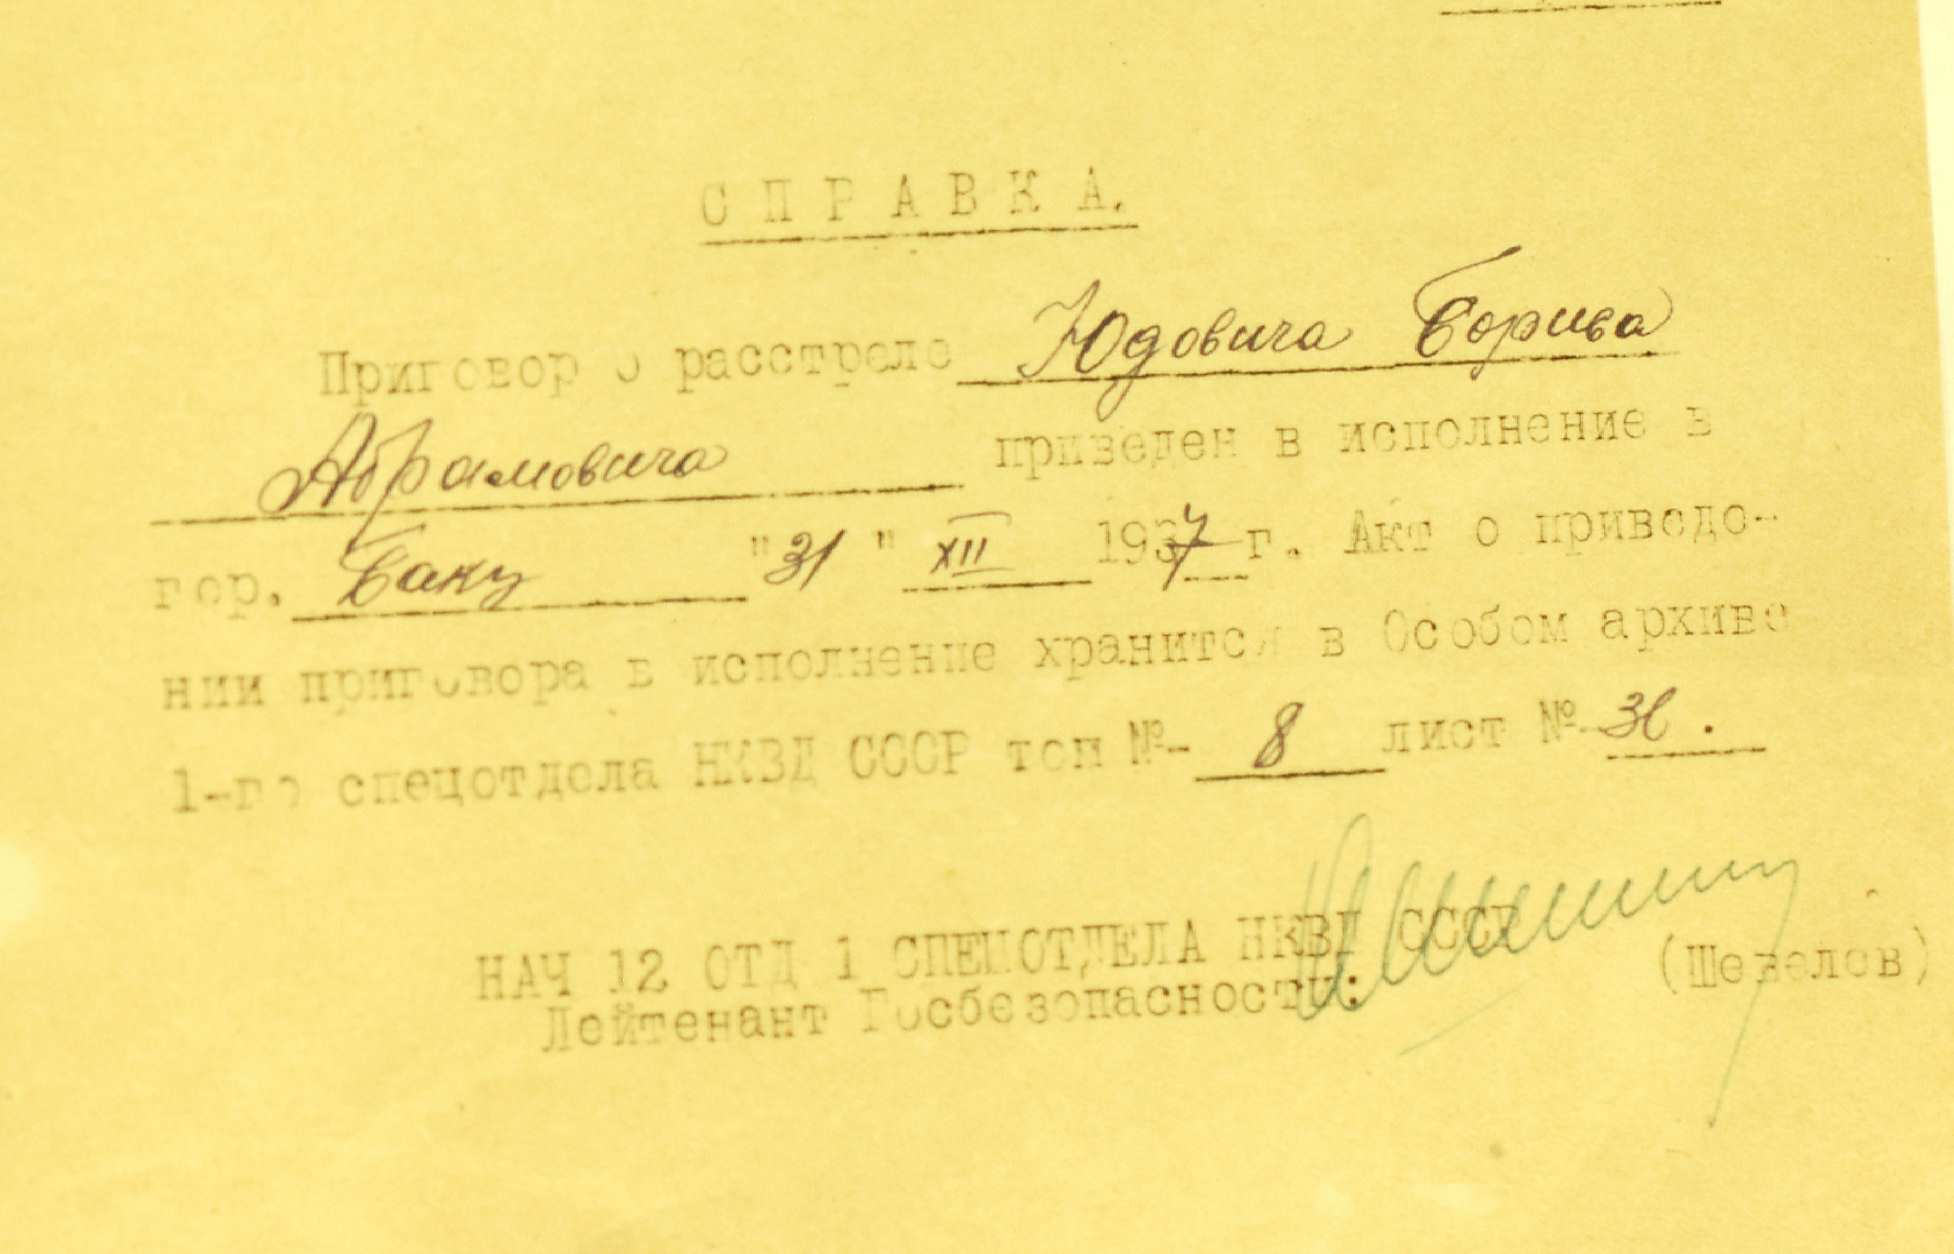 СПРАВКА.
Приговор о расстреле Юдовича Бориса
Абрамовича приведен в исполнение в
гор. Баку "31" XII 1937 г. Акт о приведе-
нии приговора в исполнение хранится в Особом архиве
1-го спецотдела НКВД СССР том №- 8 лист №-
НАЧ 12 ОТД 1 СПЕЦОТДЕЛА НКВД СССР
Лейтенант Госбезопасности: (Шевелов)